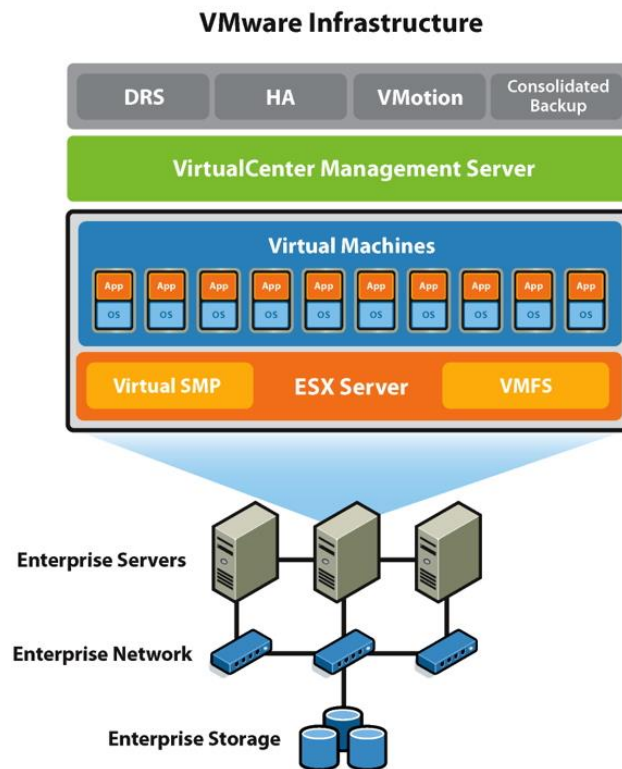 VMware Infrastructure
DRS HA VMotion Consolidated
Backup
VirtualCenter Management Server
Virtual Machines
App App App App App App App App App App
OS OS OS OS OS OS OS OS OS OS
Virtual SMP ESX Server VMFS
Enterprise Servers
Enterprise Network
Enterprise Storage